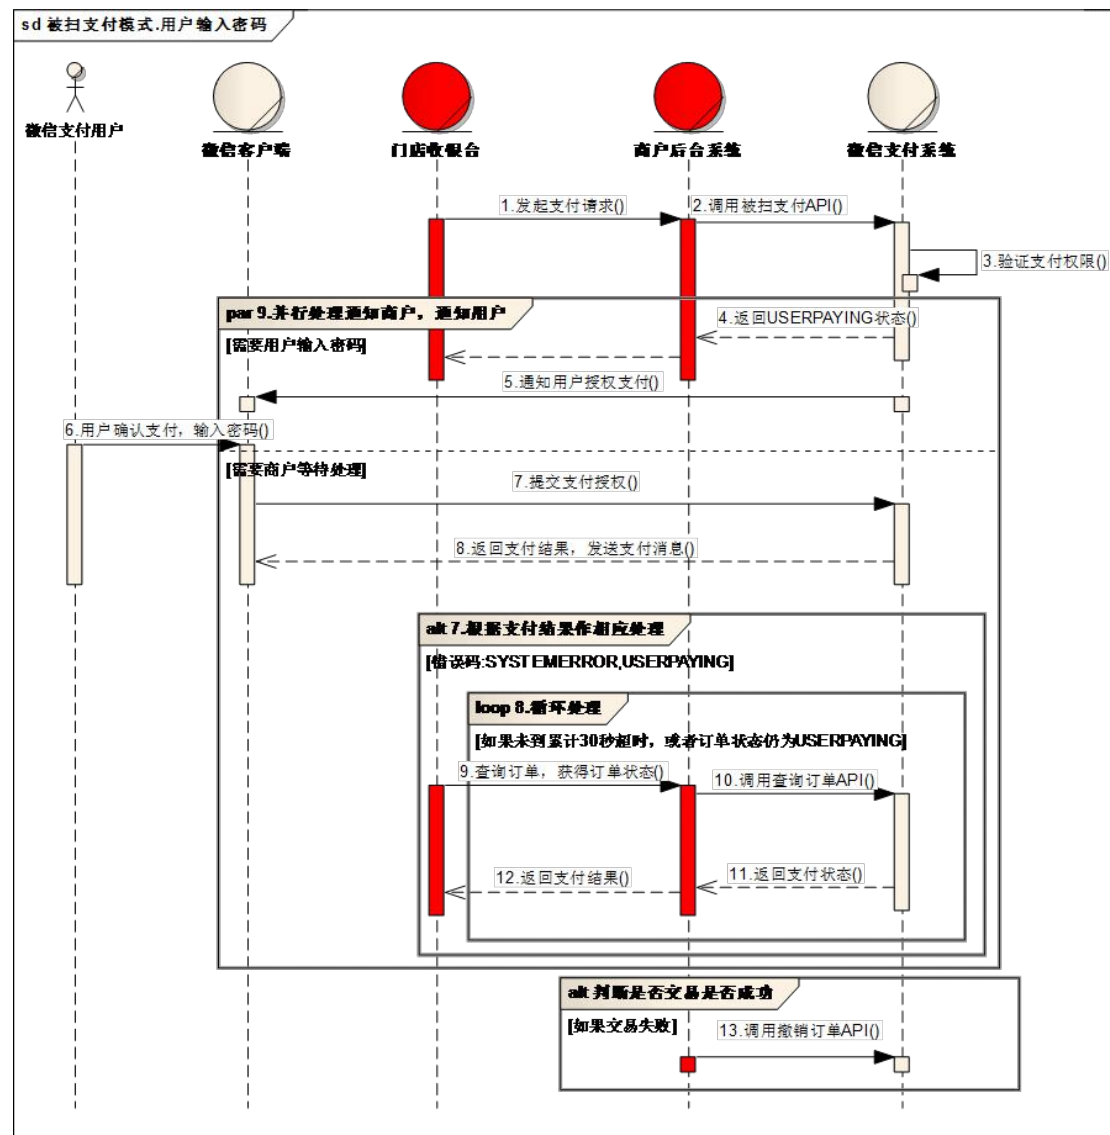 sd 被扫支付模式.用户输入密码
微信支付用户
微信客户端
门店收银台
商户后台系统
微信支付系统
1.发起支付请求()
2.调用被扫支付API()
3.验证支付权限()
par 9.并行处理通知商户，通知用户
4.返回USERPAYING状态()
[需要用户输入密码]
5.通知用户授权支付()
6.用户确认支付，输入密码()
[需要商户等待处理]
7.提交支付授权()
8.返回支付结果，发送支付消息()
alt 7.根据支付结果作相应处理
[错误码:SYSTEMERROR,USERPAYING]
loop 8.循环处理
[如果未到累计30秒超时，或者订单状态仍为USERPAYING]
9.查询订单，获得订单状态()
10.调用查询订单API()
11.返回支付状态()
12.返回支付结果()
alt 判断是否交易是否成功
[如果交易失败]
13.调用撤销订单API()